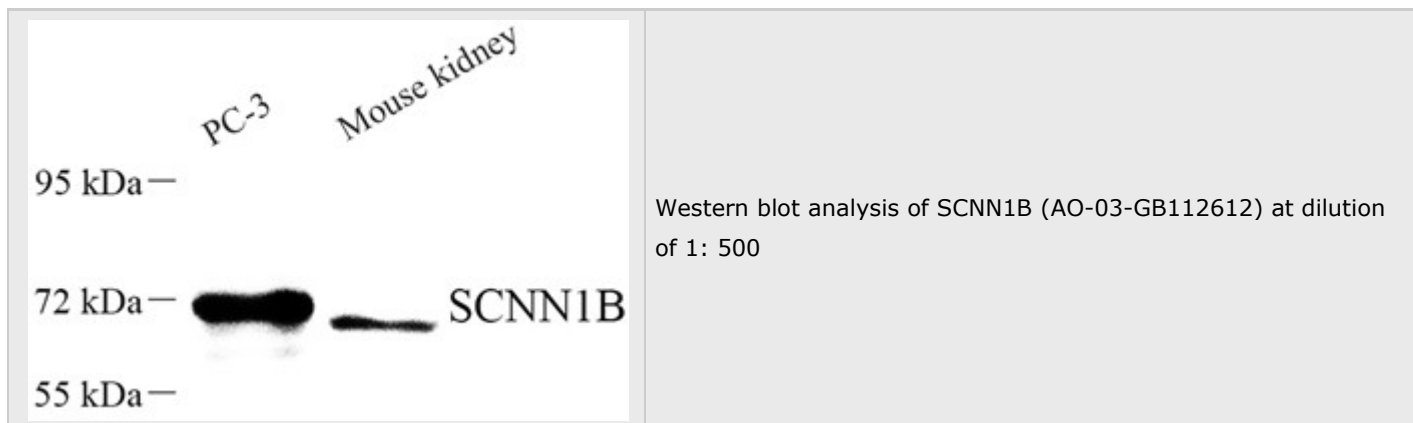 PC-3
Mouse kidney
95 kDa
72 kDa
SCNN1B
55 kDa
Western blot analysis of SCNN1B (AO-03-GB112612) at dilution
of 1: 500